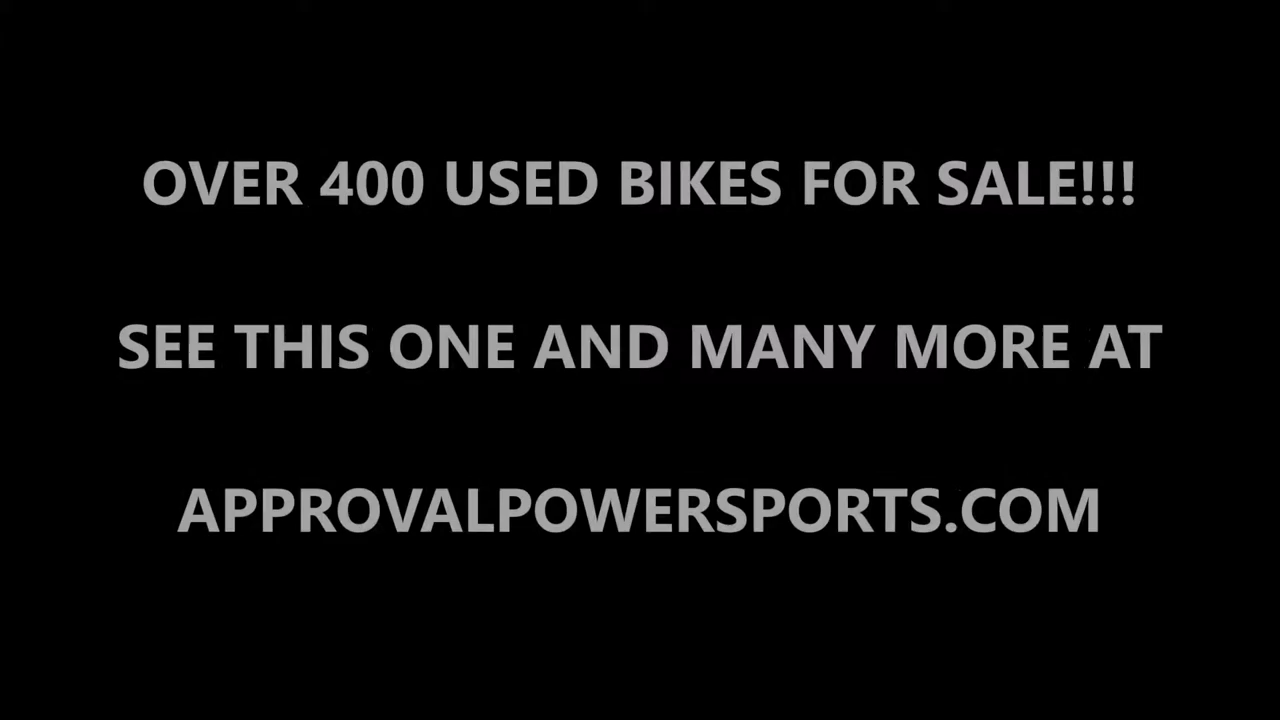 OVER 400 USED BIKES FOR SALE!!!
SEE THIS ONE AND MANY MORE AT
APPROVALPOWERSPORTS.COM